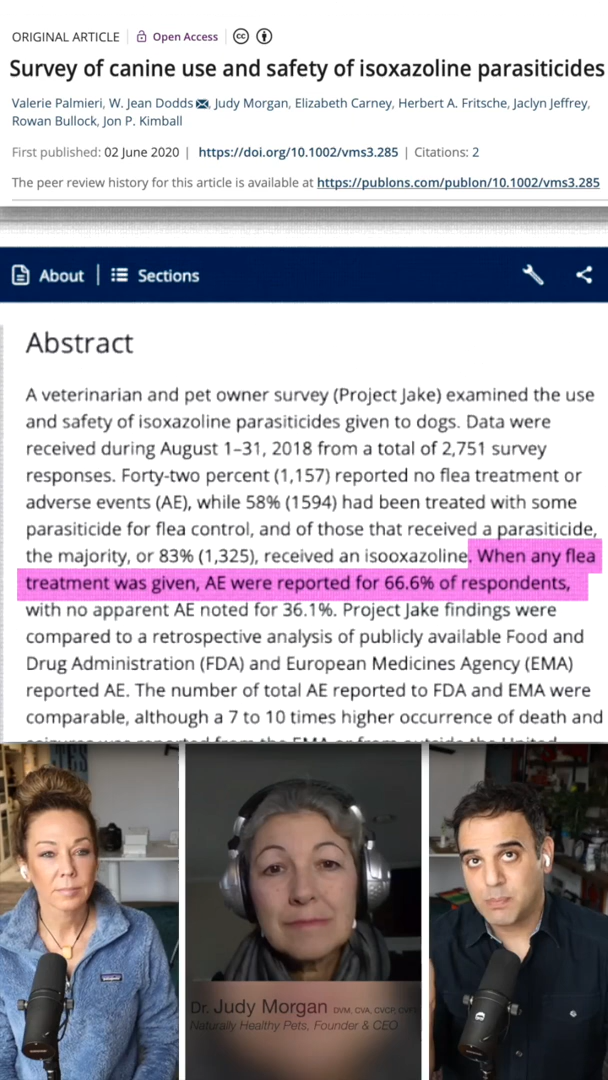 ORIGINAL ARTICLE | Open Access |
Survey of canine use and safety of isoxazoline parasiticides
Valerie Palmieri, W. Jean Dodds, Judy Morgan, Elizabeth Carney, Herbert A. Fritsche, Jaclyn Jeffrey,
Rowan Bullock, Jon P. Kimball
First published: 02 June 2020 | https://doi.org/10.1002/vms3.285 | Citations: 2
The peer review history for this article is available at https://publons.com/publon/10.1002/vms3.285
About | Sections
Abstract
A veterinarian and pet owner survey (Project Jake) examined the use
and safety of isoxazoline parasiticides given to dogs. Data were
received during August 1–31, 2018 from a total of 2,751 survey
responses. Forty-two percent (1,157) reported no flea treatment or
adverse events (AE), while 58% (1594) had been treated with some
parasiticide for flea control, and of those that received a parasiticide,
the majority, or 83% (1,325), received an isooxazoline. When any flea
treatment was given, AE were reported for 66.6% of respondents,
with no apparent AE noted for 36.1%. Project Jake findings were
compared to a retrospective analysis of publicly available Food and
Drug Administration (FDA) and European Medicines Agency (EMA)
reported AE. The number of total AE reported to FDA and EMA were
comparable, although a 7 to 10 times higher occurrence of death and
Dr. Judy Morgan DVM, CVA, CVCP,
Naturally Healthy Pets, Founder & CEO